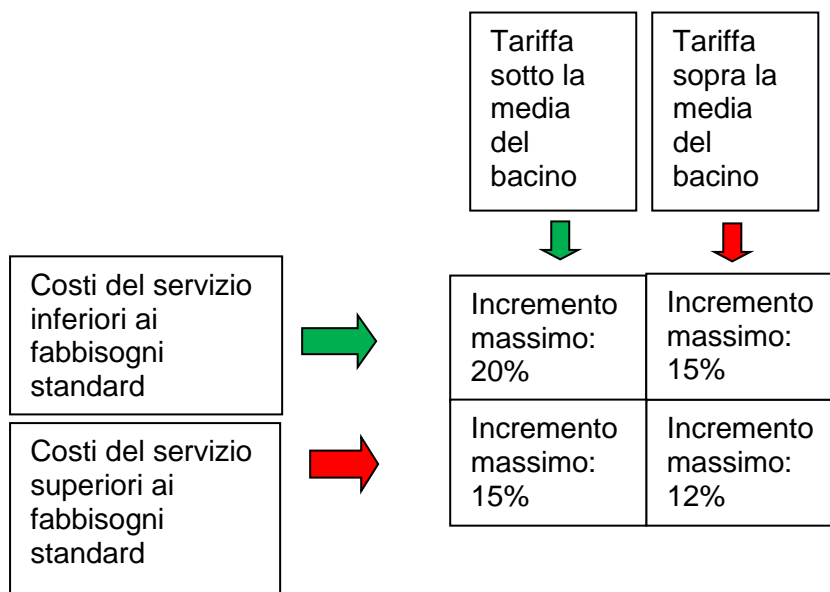 Tariffa
sotto la
media
del
bacino
Tariffa
sopra la
media
del
bacino
Costi del servizio
inferiori ai
fabbisogni
standard
Incremento
massimo:
20%
Incremento
massimo:
15%
Costi del servizio
superiori ai
fabbisogni
standard
Incremento
massimo:
15%
Incremento
massimo:
12%